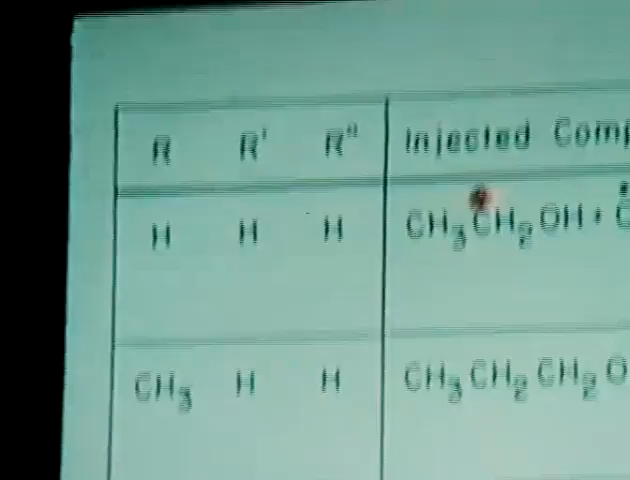 R R' R" Injected Comp
H H H CH3CH2OH + C
CH3 H H CH3CH2CH2O